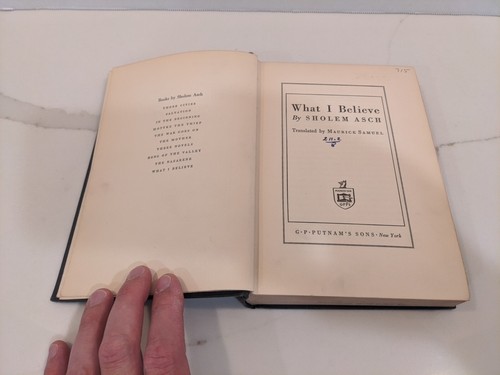 Books by Sholem Asch
THREE CITIES
SALVATION
IN THE BEGINNING
MOTTKE THE THIEF
THE WAR GOES ON
THE MOTHER
THREE NOVELS
SONG OF THE VALLEY
THE NAZARENE
WHAT I BELIEVE
What I Believe
By SHOLEM ASCH
Translated by MAURICE SAMUEL
G·P·PUTNAM'S SONS·New York